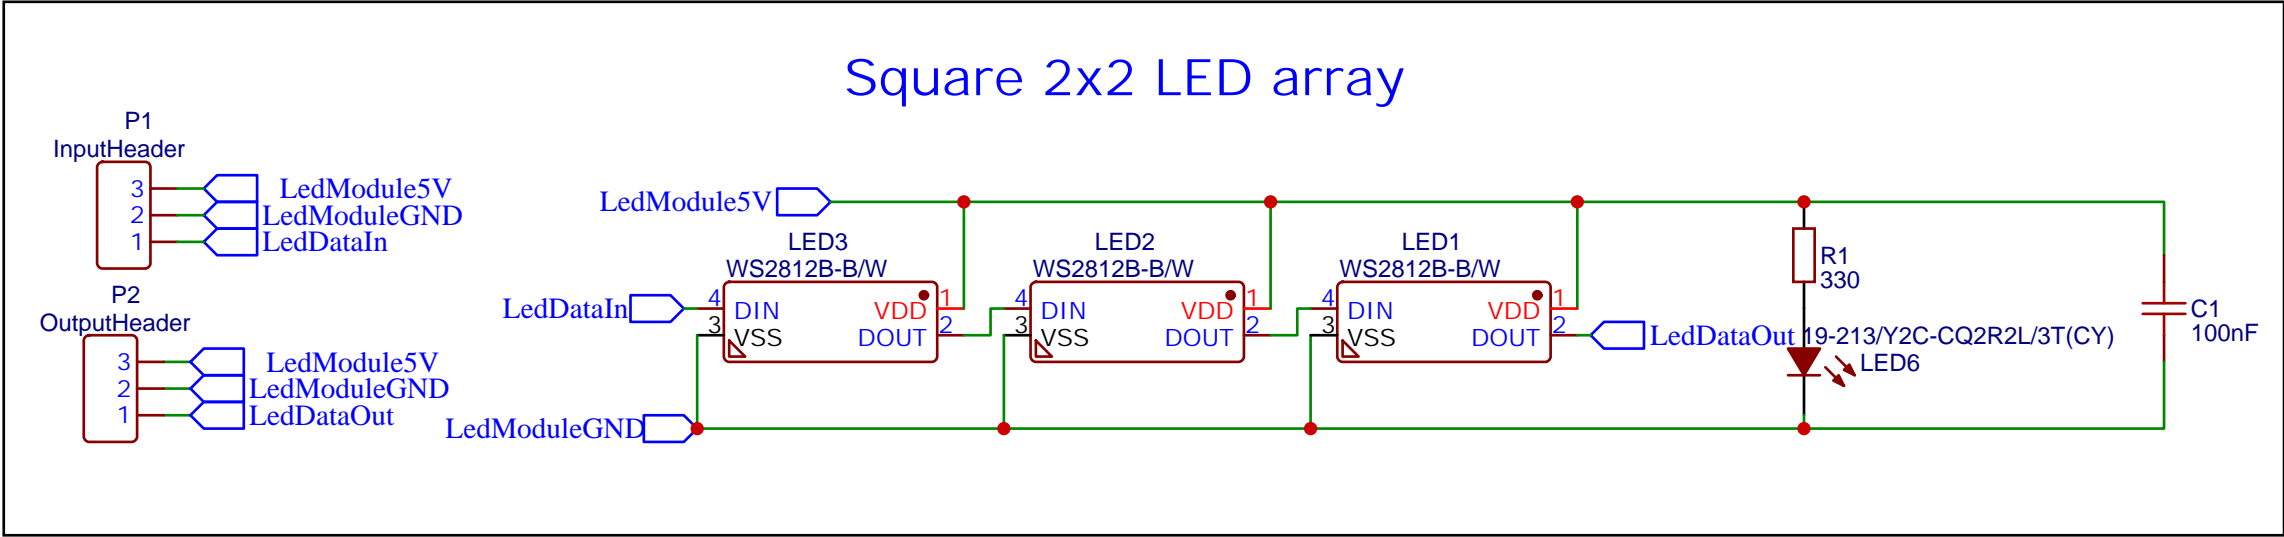 Square 2x2 LED array
P1
InputHeader
3 LedModule5V
2 LedModuleGND
1 LedDataIn
P2
OutputHeader
3 LedModule5V
2 LedModuleGND
1 LedDataOut
LedModule5V
LedDataIn
LedModuleGND
LED3
WS2812B-B/W
4 DIN VDD 1
3 VSS DOUT 2
LED2
WS2812B-B/W
4 DIN VDD 1
3 VSS DOUT 2
LED1
WS2812B-B/W
4 DIN VDD 1
3 VSS DOUT 2
LedDataOut
R1
330
19-213/Y2C-CQ2R2L/3T(CY)
LED6
C1
100nF